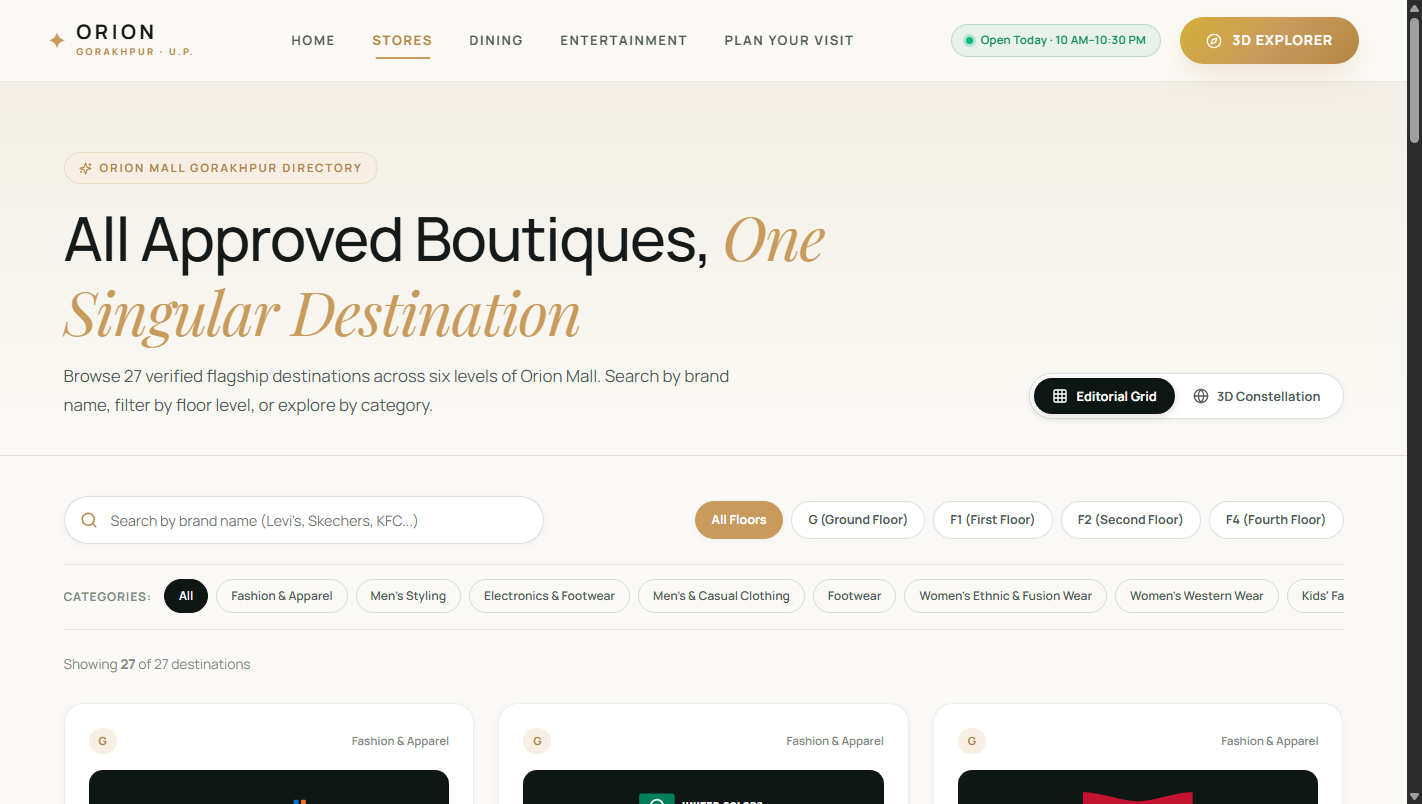 ORION
GORAKHPUR · U.P.
HOME
STORES
DINING
ENTERTAINMENT
PLAN YOUR VISIT
Open Today · 10 AM–10:30 PM
3D EXPLORER
ORION MALL GORAKHPUR DIRECTORY
All Approved Boutiques, One
Singular Destination
Browse 27 verified flagship destinations across six levels of Orion Mall. Search by brand
name, filter by floor level, or explore by category.
Editorial Grid
3D Constellation
Search by brand name (Levi's, Skechers, KFC...)
All Floors
G (Ground Floor)
F1 (First Floor)
F2 (Second Floor)
F4 (Fourth Floor)
CATEGORIES:
All
Fashion & Apparel
Men's Styling
Electronics & Footwear
Men's & Casual Clothing
Footwear
Women's Ethnic & Fusion Wear
Women's Western Wear
Kids' Fa
Showing 27 of 27 destinations
G
Fashion & Apparel
G
Fashion & Apparel
G
Fashion & Apparel